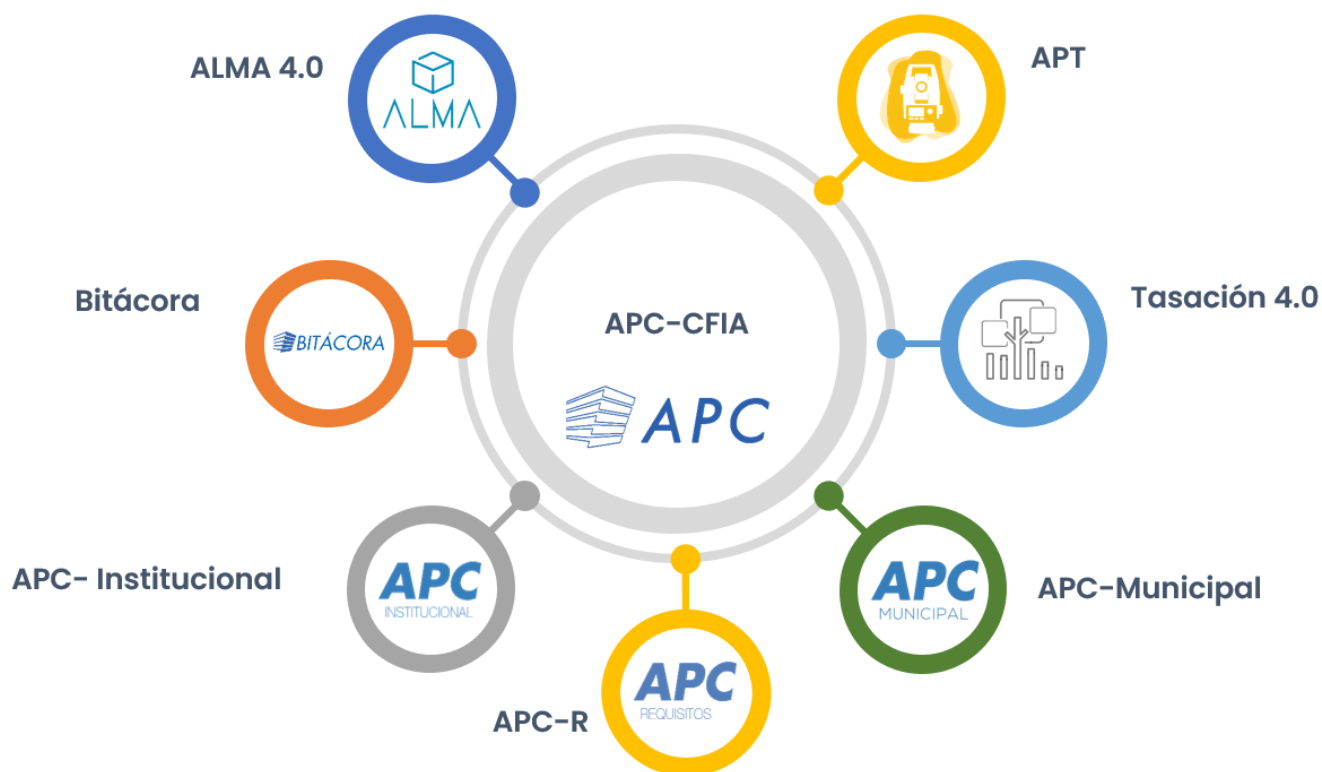 ALMA 4.0
ALMA
APT
Bitácora
BITÁCORA
APC-CFIA
APC
Tasación 4.0
APC- Institucional
APC
INSTITUCIONAL
APC-R
APC
REQUISITOS
APC
MUNICIPAL
APC-Municipal